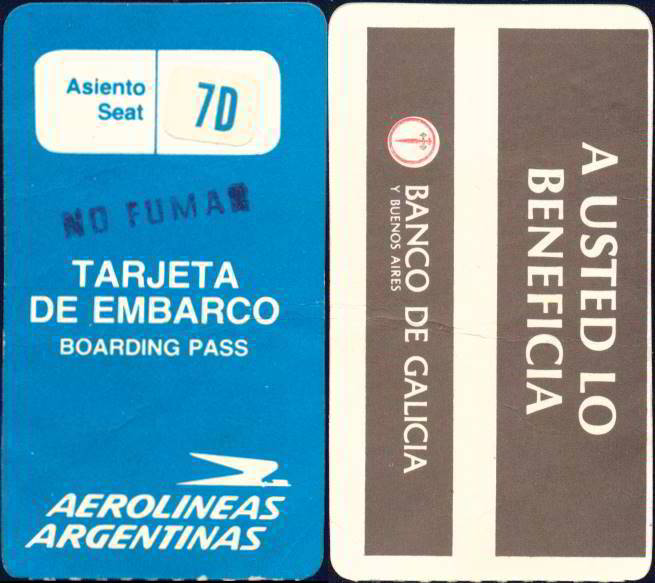 Asiento
Seat
7D
NO FUMAR
TARJETA
DE EMBARCO
BOARDING PASS
AEROLINEAS
ARGENTINAS
A USTED LO
BENEFICIA
BANCO DE GALICIA
Y BUENOS AIRES